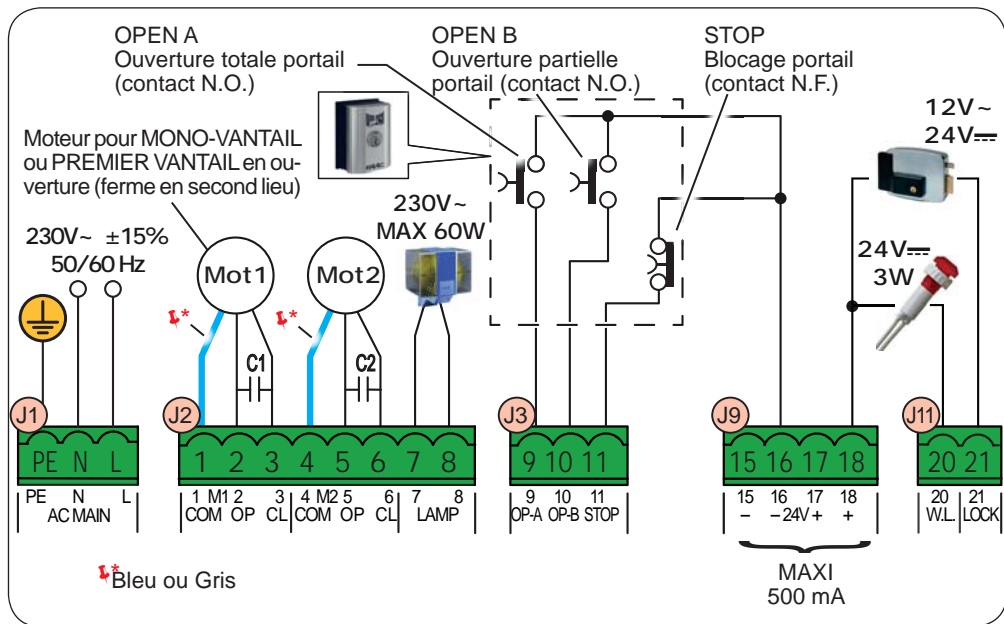 OPEN A
Ouverture totale portail
(contact N.O.)
OPEN B
Ouverture partielle
portail (contact N.O.)
STOP
Blocage portail
(contact N.F.)
Moteur pour MONO-VANTAIL
ou PREMIER VANTAIL en ou-
verture (ferme en second lieu)
230V~ ±15%
50/60 Hz
Mot1
Mot2
230V~
MAX 60W
12V~
24V⎓
24V⎓
3W
*
*
C1
C2
J1
J2
J3
J9
J11
PE N L
1 2 3 4 5 6 7 8
9 10 11
15 16 17 18
20 21
PE N L
AC MAIN
1 M1 2 3 4 M2 5 6 7 8
COM OP CL COM OP CL LAMP
9 10 11
OP-A OP-B STOP
15 16 17 18
– –24V+ +
20 21
W.L. LOCK
*Bleu ou Gris
MAXI
500 mA